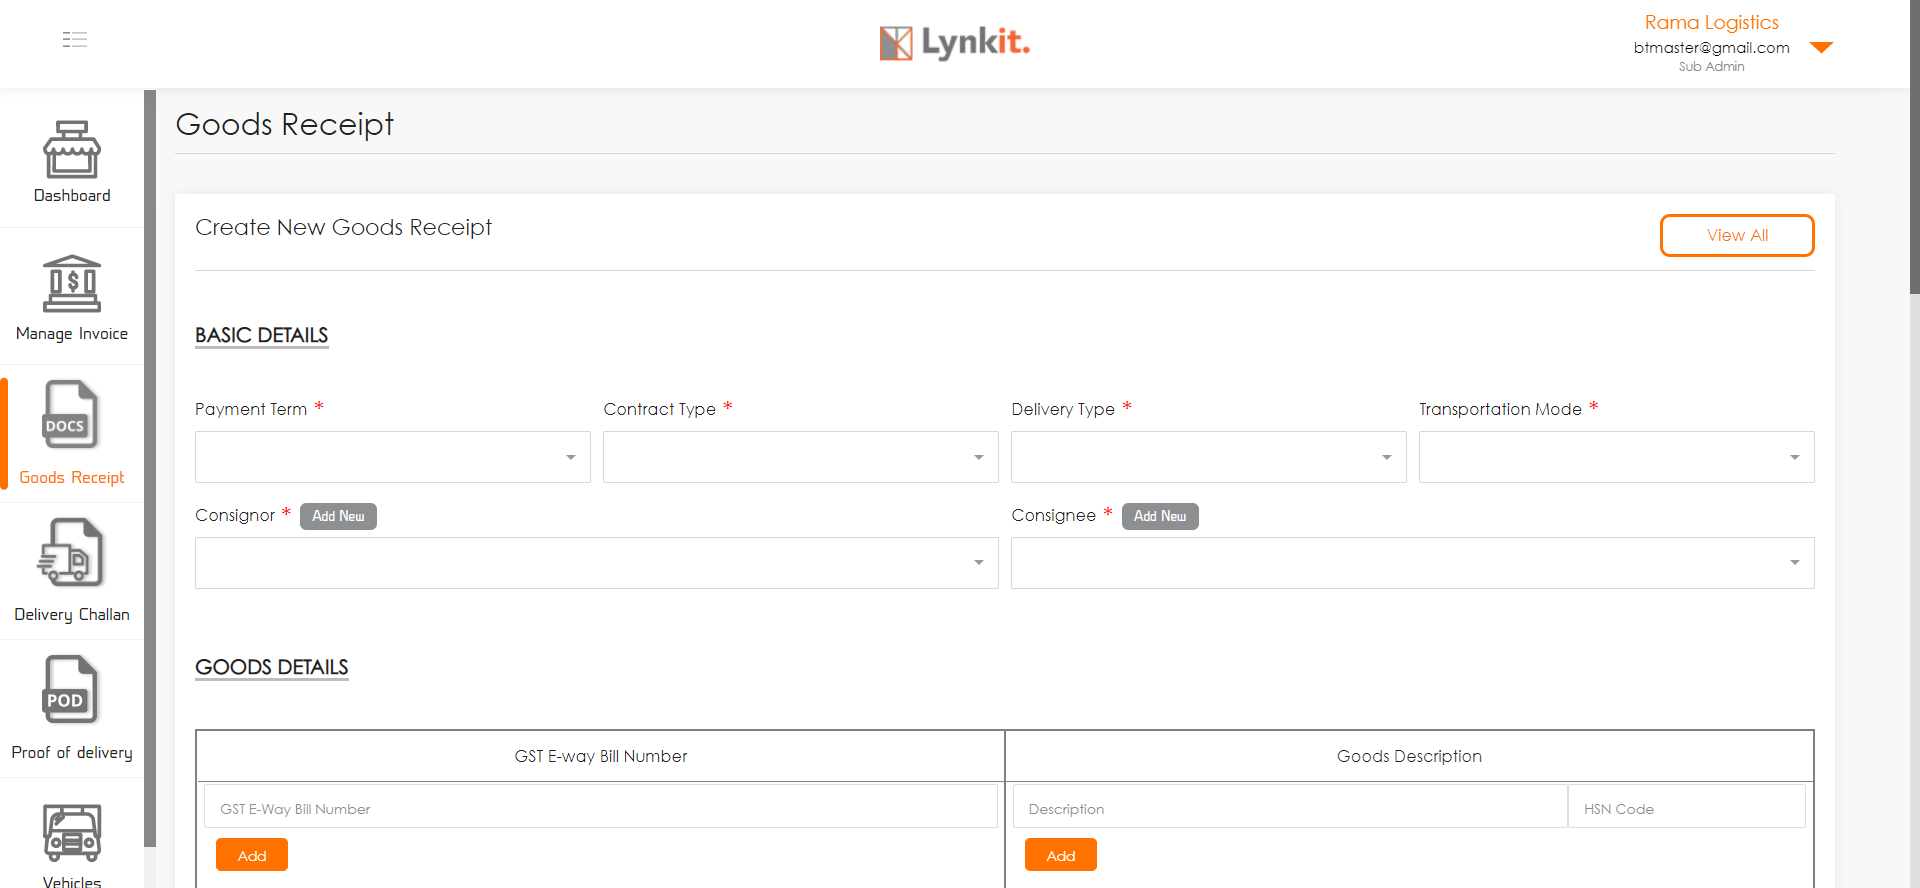 Lynkit.
Rama Logistics
btmaster@gmail.com
Sub Admin
Dashboard
Manage Invoice
DOCS
Goods Receipt
Delivery Challan
POD
Proof of delivery
Vehicles
Goods Receipt
Create New Goods Receipt
View All
BASIC DETAILS
Payment Term *
Contract Type *
Delivery Type *
Transportation Mode *
Consignor * Add New
Consignee * Add New
GOODS DETAILS
GST E-way Bill Number
Goods Description
GST E-Way Bill Number
Description
HSN Code
Add
Add